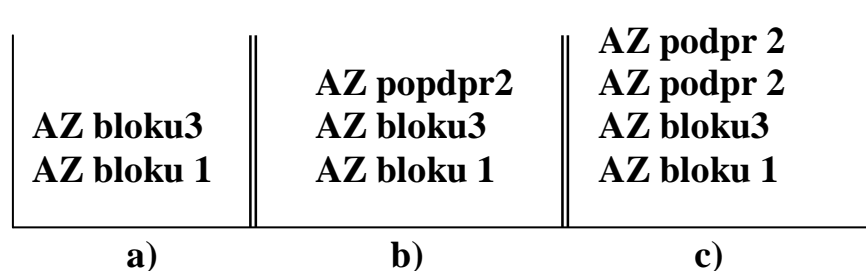 AZ bloku3
AZ bloku 1
a)
AZ popdpr2
AZ bloku3
AZ bloku 1
b)
AZ podpr 2
AZ podpr 2
AZ bloku3
AZ bloku 1
c)